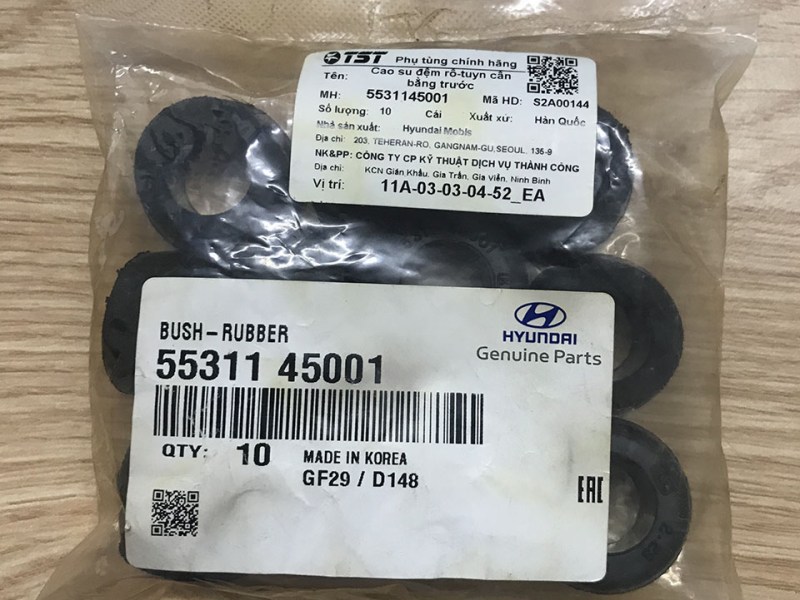 TST Phụ tùng chính hãng
Tên: Cao su đệm rô-tuyn cân
bằng trước
MH: 5531145001 Mã HD: S2A00144
Số lượng: 10 Cái Xuất xứ: Hàn Quốc
Nhà sản xuất: Hyundai Mobis
Địa chỉ: 203, TEHERAN-RO, GANGNAM-GU,SEOUL, 135-9
NK&PP: CÔNG TY CP KỸ THUẬT DỊCH VỤ THÀNH CÔNG
Địa chỉ: KCN Gián Khẩu, Gia Trấn, Gia Viễn, Ninh Bình
Vị trí: 11A-03-03-04-52_EA
HYUNDAI
Genuine Parts
BUSH-RUBBER
55311 45001
QTY: 10 MADE IN KOREA
GF29 / D148
EAC